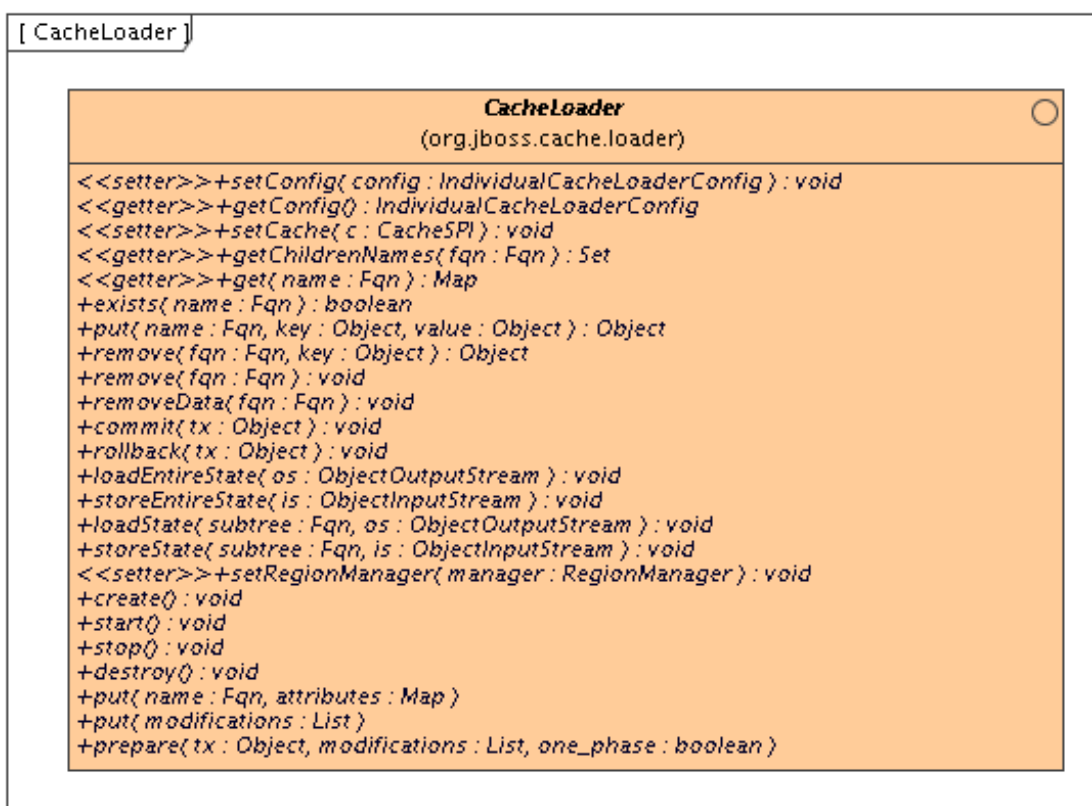 [ CacheLoader ]
CacheLoader
(org.jboss.cache.loader)
<<setter>>+setConfig( config : IndividualCacheLoaderConfig ) : void
<<getter>>+getConfig() : IndividualCacheLoaderConfig
<<setter>>+setCache( c : CacheSPI ) : void
<<getter>>+getChildrenNames( fqn : Fqn ) : Set
<<getter>>+get( name : Fqn ) : Map
+exists( name : Fqn ) : boolean
+put( name : Fqn, key : Object, value : Object ) : Object
+remove( fqn : Fqn, key : Object ) : Object
+remove( fqn : Fqn ) : void
+removeData( fqn : Fqn ) : void
+commit( tx : Object ) : void
+rollback( tx : Object ) : void
+loadEntireState( os : ObjectOutputStream ) : void
+storeEntireState( is : ObjectInputStream ) : void
+loadState( subtree : Fqn, os : ObjectOutputStream ) : void
+storeState( subtree : Fqn, is : ObjectInputStream ) : void
<<setter>>+setRegionManager( manager : RegionManager ) : void
+create() : void
+start() : void
+stop() : void
+destroy() : void
+put( name : Fqn, attributes : Map )
+put( modifications : List )
+prepare( tx : Object, modifications : List, one_phase : boolean )